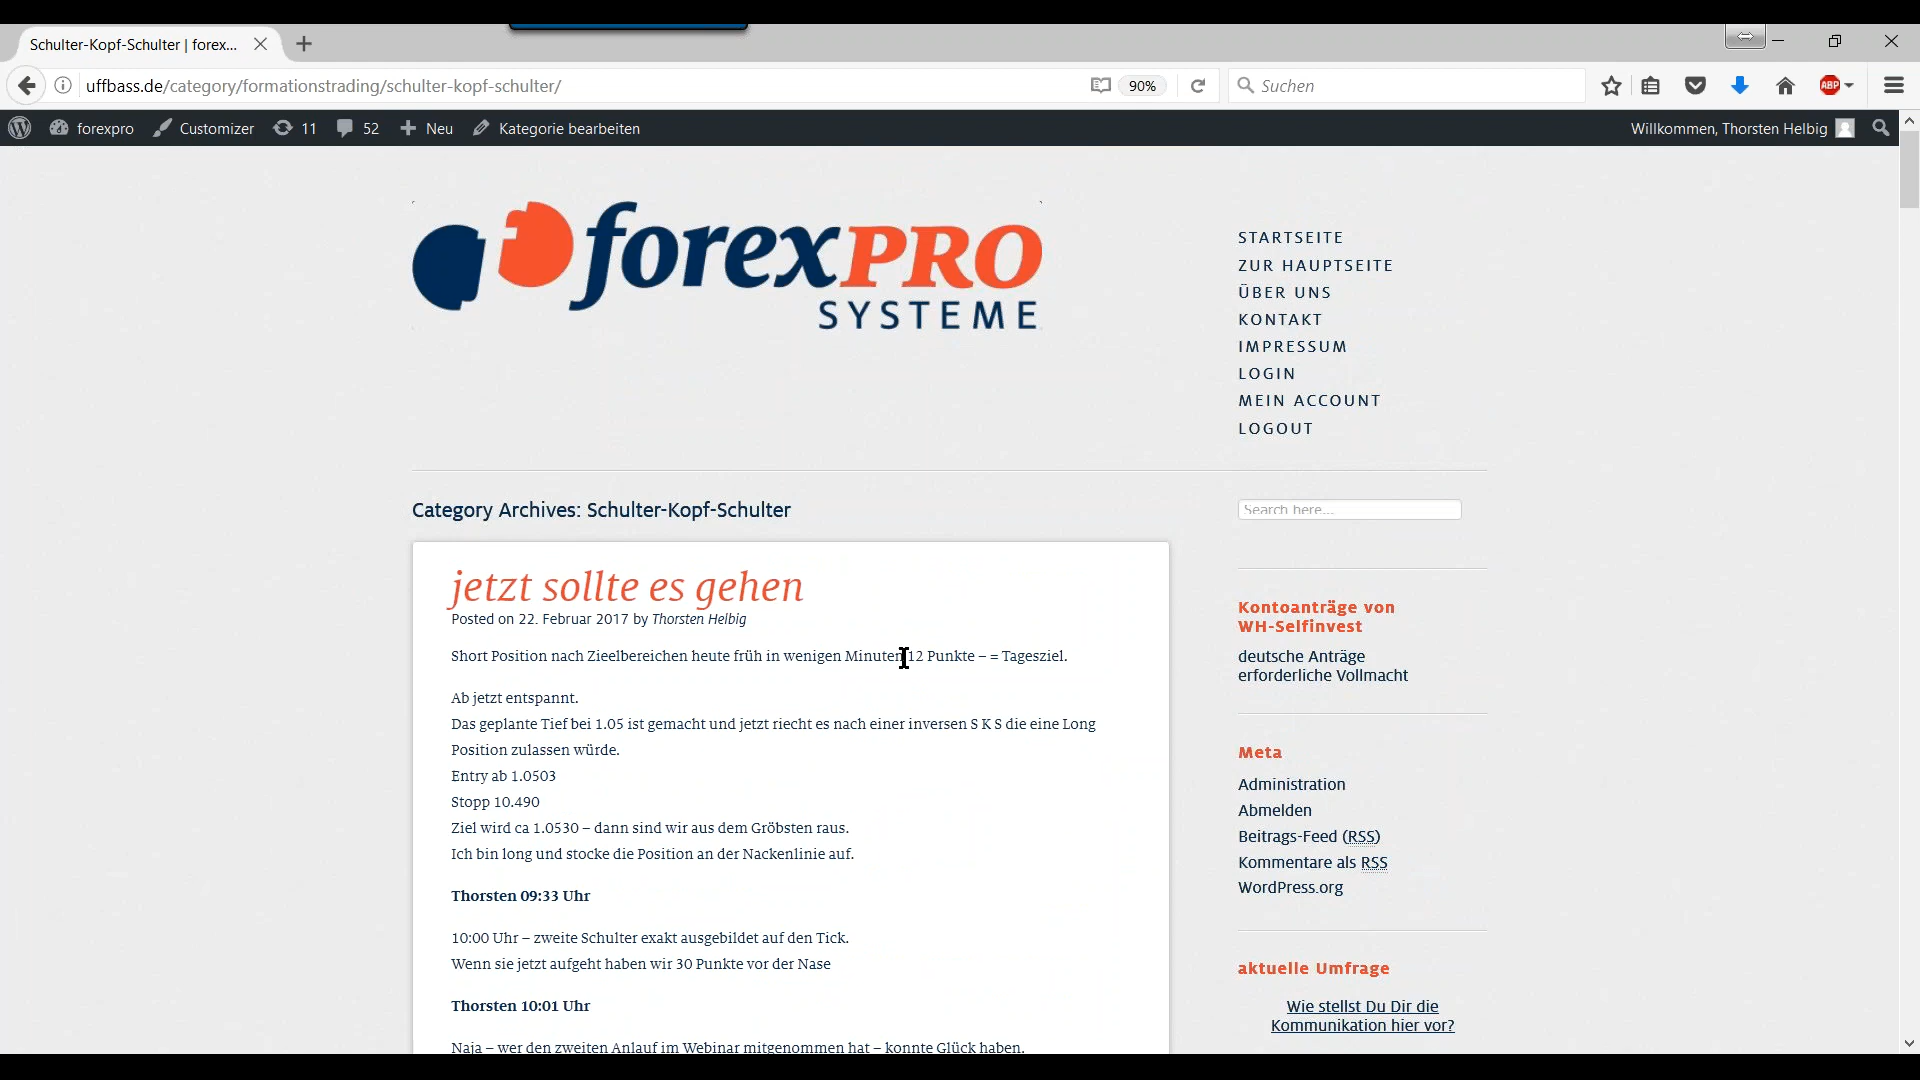 Schulter-Kopf-Schulter | forex...
uffbass.de/category/formationstrading/schulter-kopf-schulter/
90%
Suchen
ABP
forexpro
Customizer
11
52
Neu
Kategorie bearbeiten
Willkommen, Thorsten Helbig
forexPRO
SYSTEME
STARTSEITE
ZUR HAUPTSEITE
ÜBER UNS
KONTAKT
IMPRESSUM
LOGIN
MEIN ACCOUNT
LOGOUT
Category Archives: Schulter-Kopf-Schulter
Search here...
jetzt sollte es gehen
Posted on 22. Februar 2017 by Thorsten Helbig
Short Position nach Zieelbereichen heute früh in wenigen Minuten 12 Punkte – = Tagesziel.
Ab jetzt entspannt.
Das geplante Tief bei 1.05 ist gemacht und jetzt riecht es nach einer inversen S K S die eine Long
Position zulassen würde.
Entry ab 1.0503
Stopp 10.490
Ziel wird ca 1.0530 – dann sind wir aus dem Gröbsten raus.
Ich bin long und stocke die Position an der Nackenlinie auf.
Thorsten 09:33 Uhr
10:00 Uhr – zweite Schulter exakt ausgebildet auf den Tick.
Wenn sie jetzt aufgeht haben wir 30 Punkte vor der Nase
Thorsten 10:01 Uhr
Naja – wer den zweiten Anlauf im Webinar mitgenommen hat – konnte Glück haben.
Kontoanträge von
WH-Selfinvest
deutsche Anträge
erforderliche Vollmacht
Meta
Administration
Abmelden
Beitrags-Feed (RSS)
Kommentare als RSS
WordPress.org
aktuelle Umfrage
Wie stellst Du Dir die
Kommunikation hier vor?